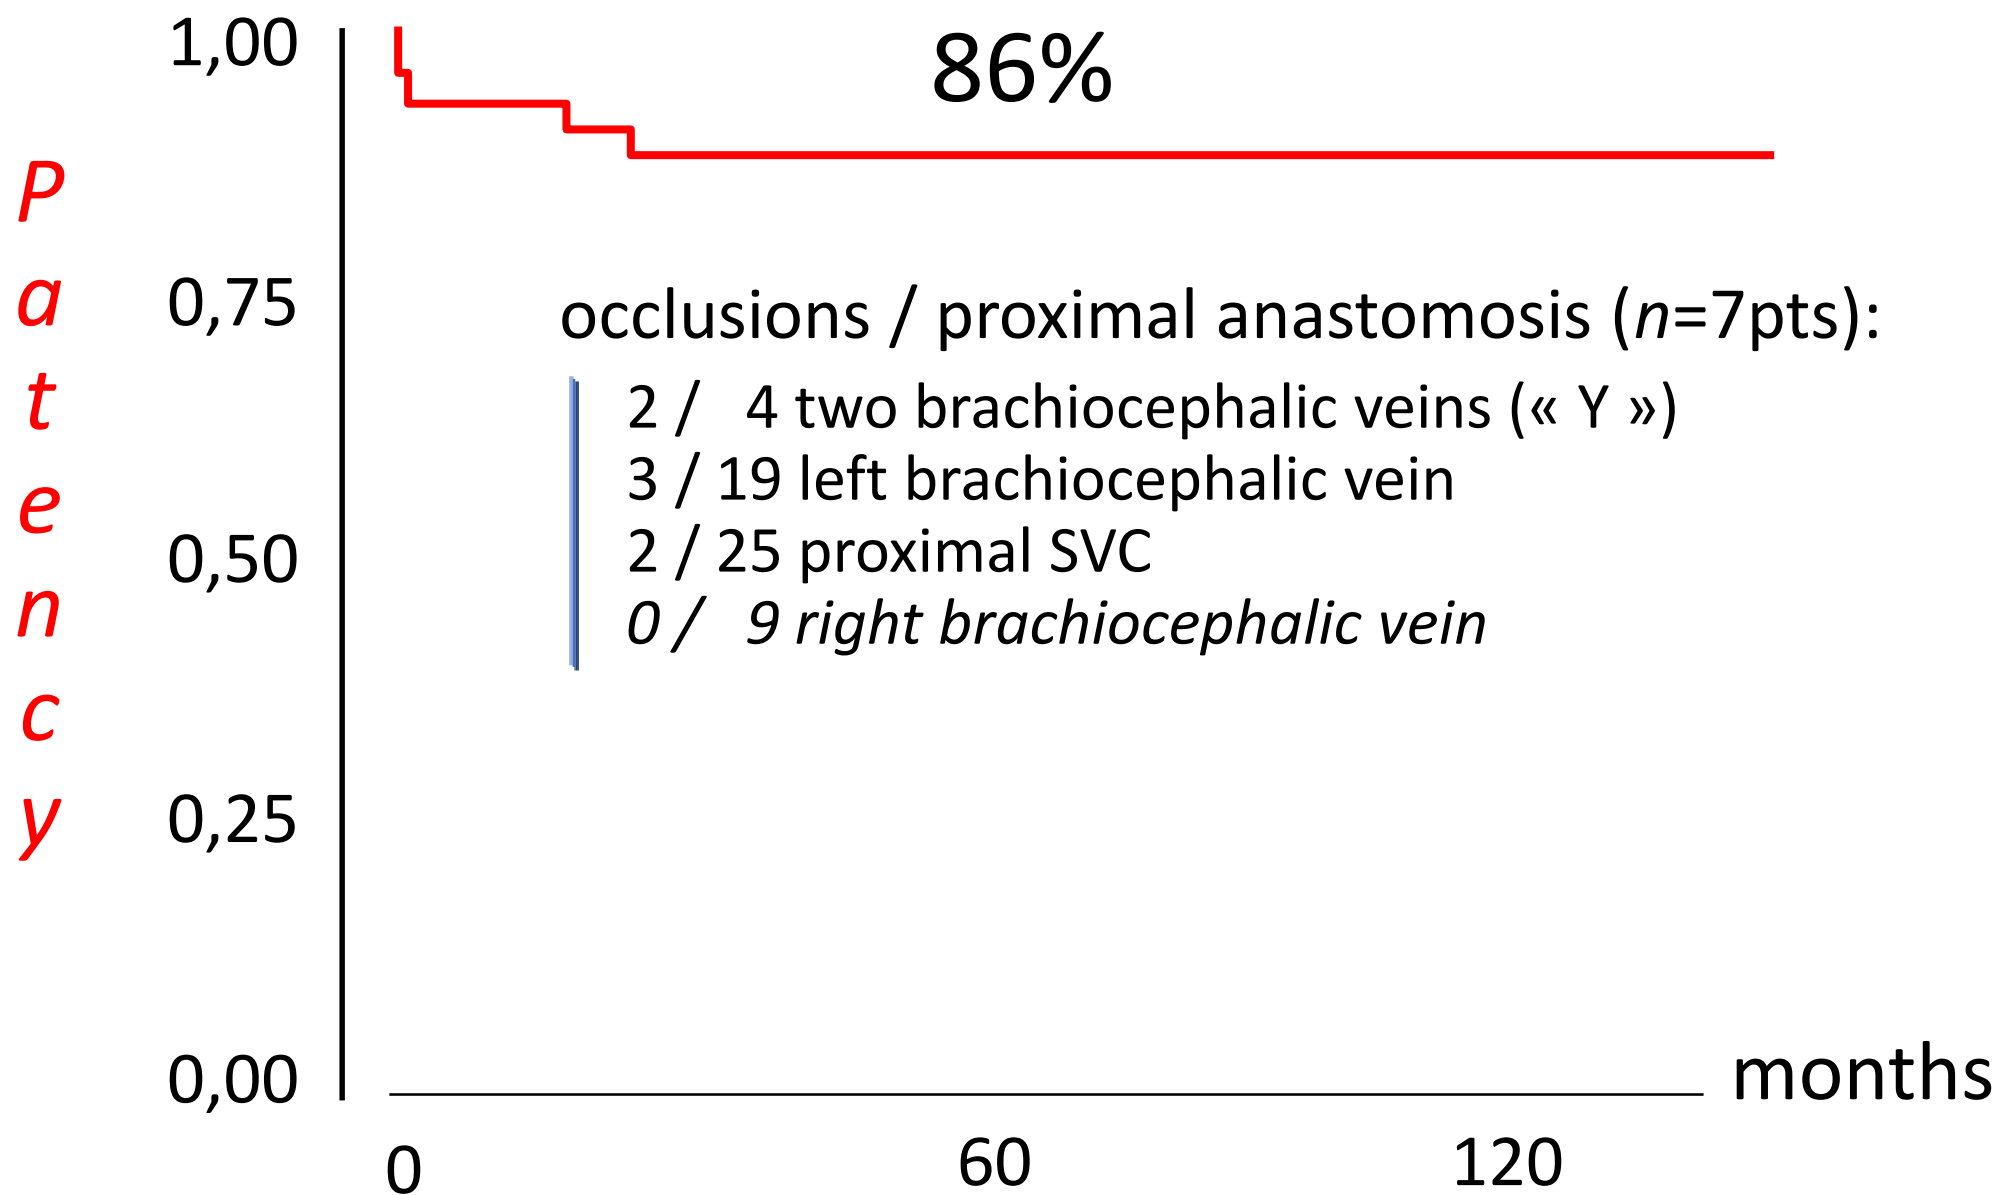 86%
Patency
1,00
0,75
0,50
0,25
0,00
occlusions / proximal anastomosis (n=7pts):
2 / 4 two brachiocephalic veins (« Y »)
3 / 19 left brachiocephalic vein
2 / 25 proximal SVC
0 / 9 right brachiocephalic vein
months
0 60 120